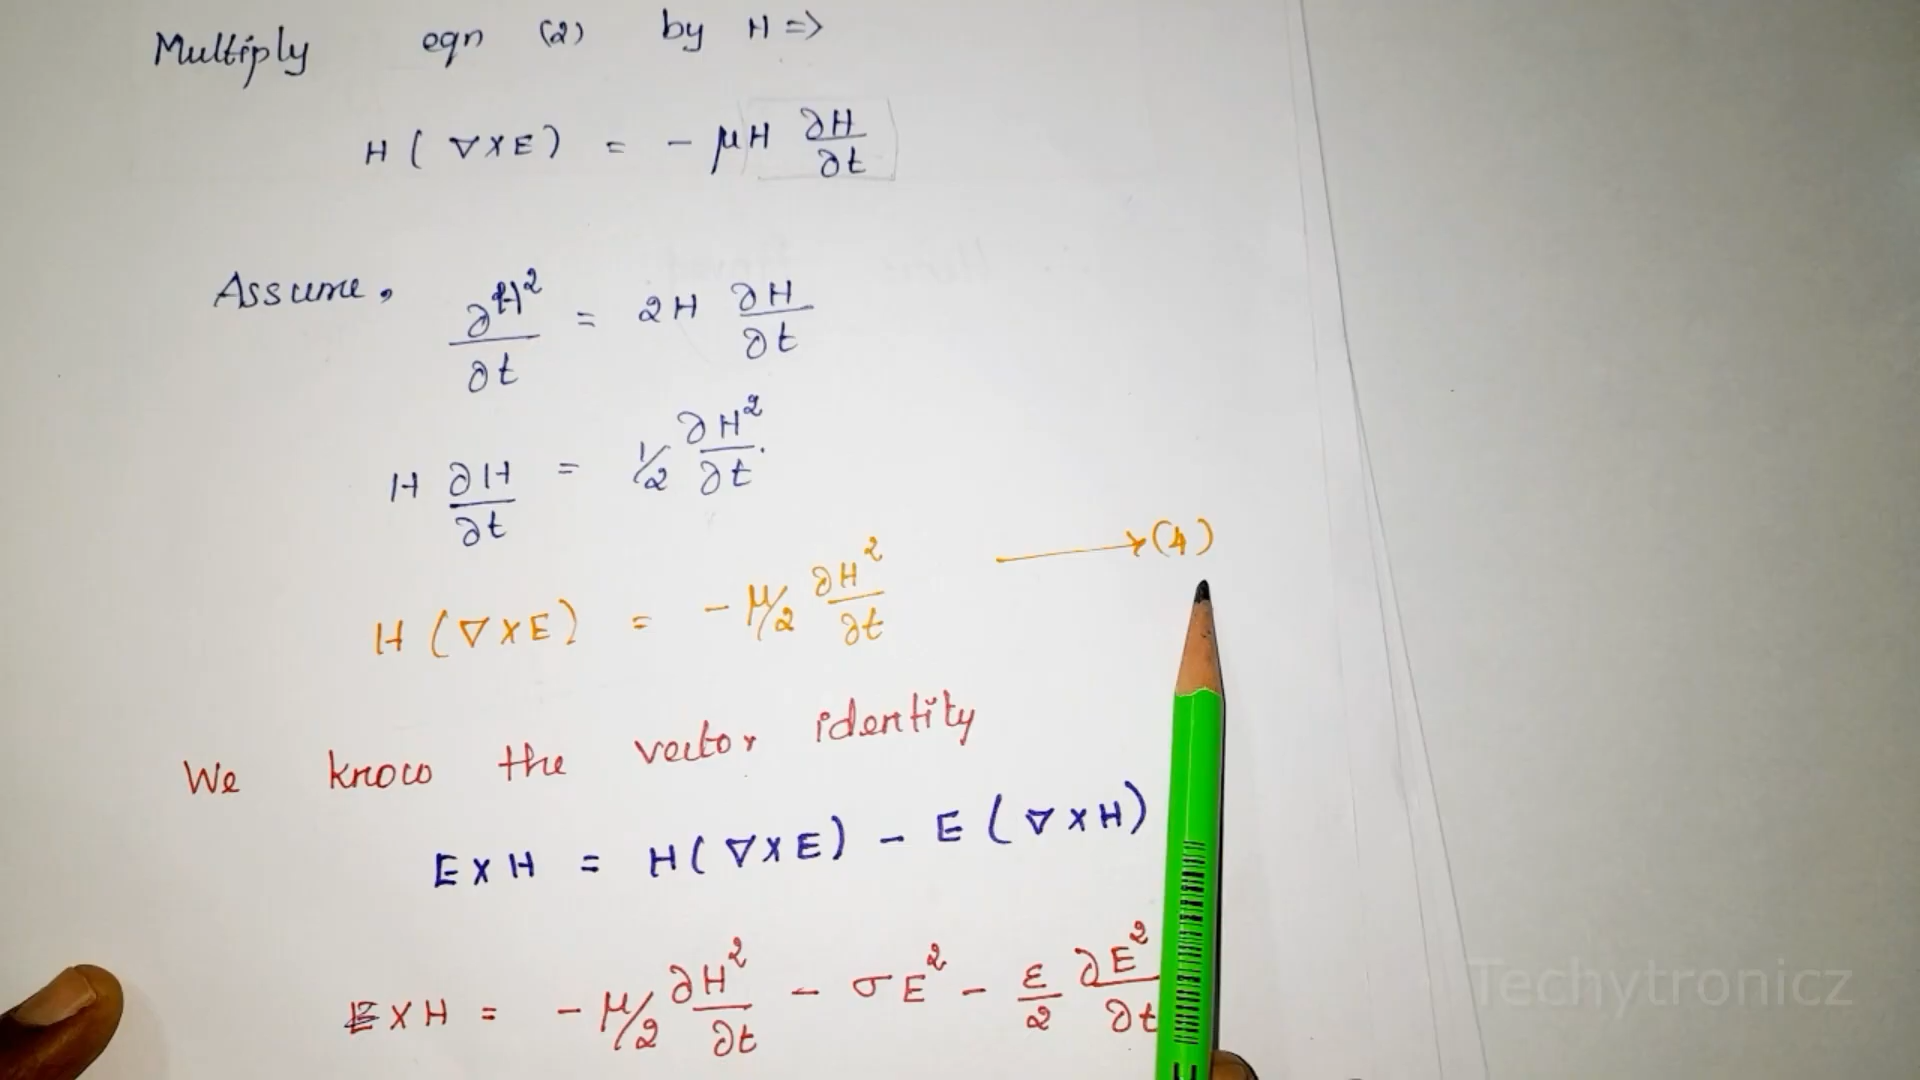 Multiply eqn (2) by H =>
H ( ∇ X E ) = - μH ∂H/∂t
Assume, ∂H²/∂t = 2H ∂H/∂t
H ∂H/∂t = 1/2 ∂H²/∂t.
H (∇ X E) = - μ/2 ∂H²/∂t → (4)
We know the vector identity
E X H = H ( ∇ X E ) - E ( ∇ X H )
E X H = - μ/2 ∂H²/∂t - σE² - ε/2 ∂E²/∂t
Techytronicz